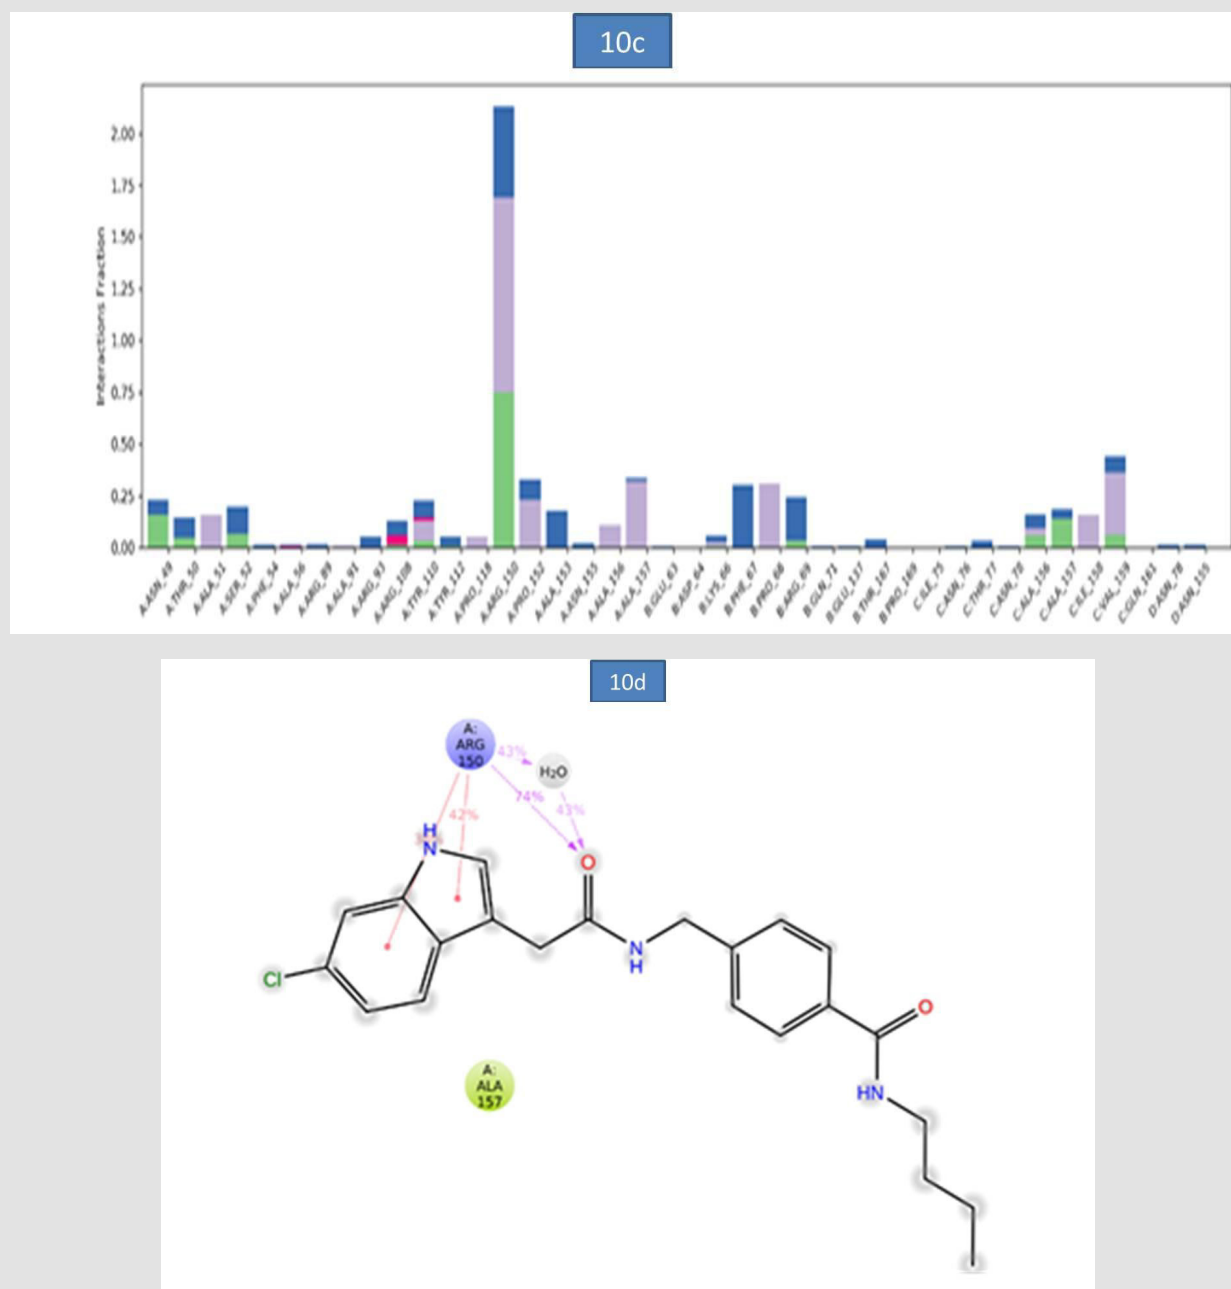 10c
Interactions Fraction
2.00
1.75
1.50
1.25
1.00
0.75
0.50
0.25
0.00
A:ASN_49
A:THR_50
A:ALA_51
A:SER_52
A:PHE_54
A:ALA_56
A:ARG_89
A:ALA_91
A:ARG_93
A:ARG_108
A:TYR_110
A:TYR_112
A:PRO_118
A:ARG_150
A:PRO_152
A:ALA_153
A:ASN_155
A:ALA_156
A:ALA_157
B:GLU_63
B:ASP_64
B:LYS_66
B:PHE_67
B:PRO_68
B:ARG_69
B:GLN_71
B:GLU_137
B:THR_167
B:PRO_169
C:ILE_75
C:ASN_76
C:THR_77
C:ASN_78
C:ALA_156
C:ALA_157
C:ILE_158
C:VAL_159
C:GLN_161
D:ASN_78
D:ASN_155
10d
A:
ARG
150
43%
H₂O
74%
43%
42%
H
N
O
N
H
Cl
O
HN
A:
ALA
157